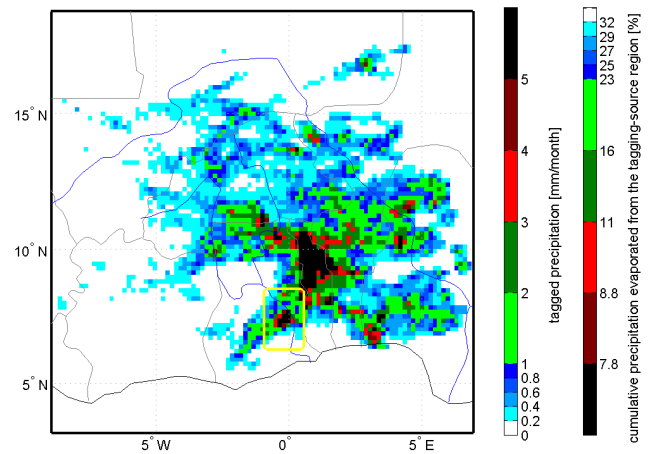 15° N
10° N
5° N
5° W
0°
5° E
5
4
3
2
1
0.8
0.6
0.4
0.2
0
tagged precipitation [mm/month]
32
29
27
25
23
16
11
8.8
7.8
cumulative precipitation evaporated from the tagging-source region [%]